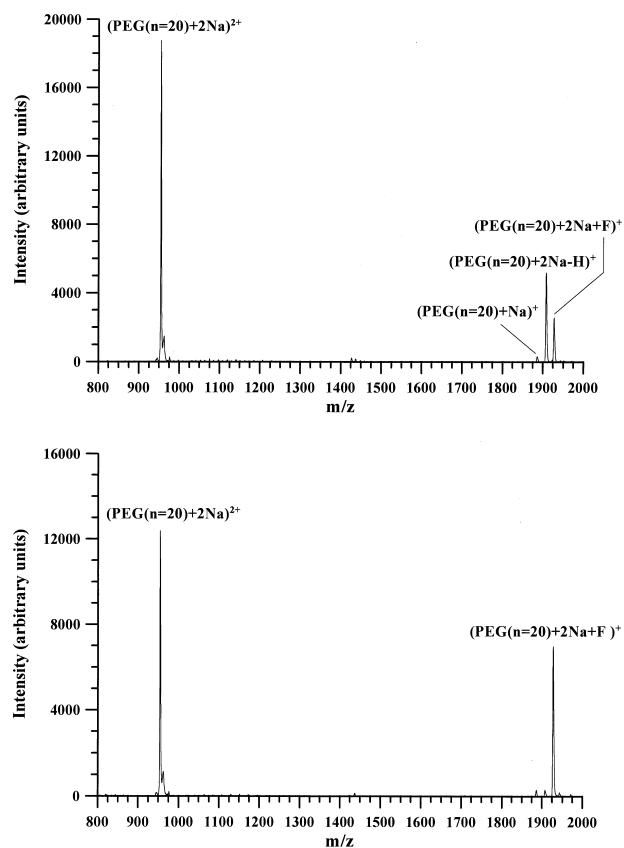 20000
(PEG(n=20)+2Na)²⁺
16000
12000
8000
(PEG(n=20)+2Na+F)⁺
(PEG(n=20)+2Na-H)⁺
4000
(PEG(n=20)+Na)⁺
0
Intensity (arbitrary units)
800 900 1000 1100 1200 1300 1400 1500 1600 1700 1800 1900 2000
m/z
16000
(PEG(n=20)+2Na)²⁺
12000
8000
(PEG(n=20)+2Na+F )⁺
4000
0
Intensity (arbitrary units)
800 900 1000 1100 1200 1300 1400 1500 1600 1700 1800 1900 2000
m/z